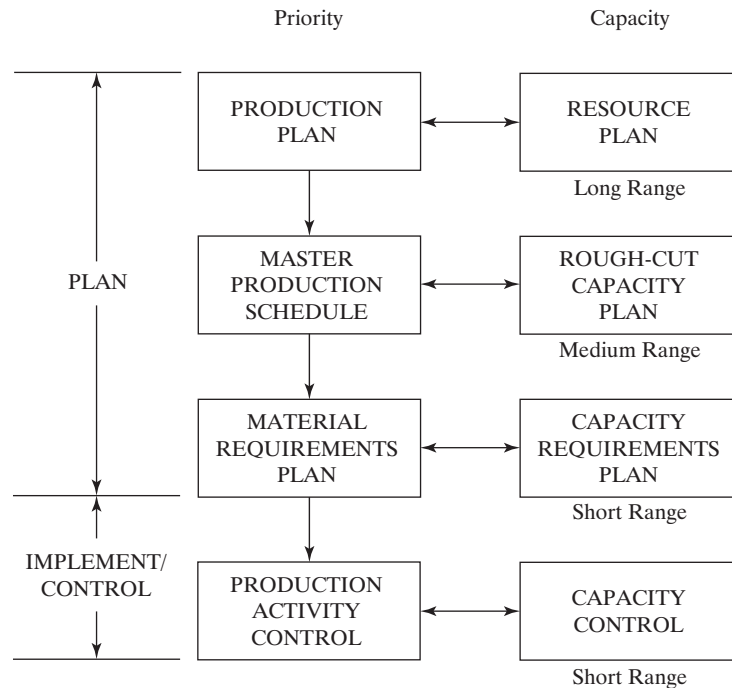 Priority
Capacity
PRODUCTION
PLAN
RESOURCE
PLAN
Long Range
PLAN
MASTER
PRODUCTION
SCHEDULE
ROUGH-CUT
CAPACITY
PLAN
Medium Range
MATERIAL
REQUIREMENTS
PLAN
CAPACITY
REQUIREMENTS
PLAN
Short Range
IMPLEMENT/
CONTROL
PRODUCTION
ACTIVITY
CONTROL
CAPACITY
CONTROL
Short Range